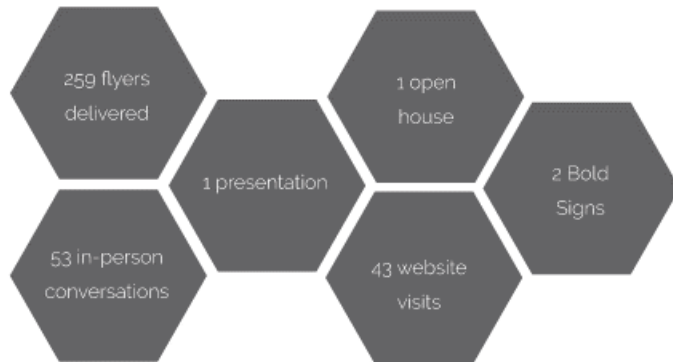 259 flyers
delivered
1 open
house
1 presentation
2 Bold
Signs
53 in-person
conversations
43 website
visits